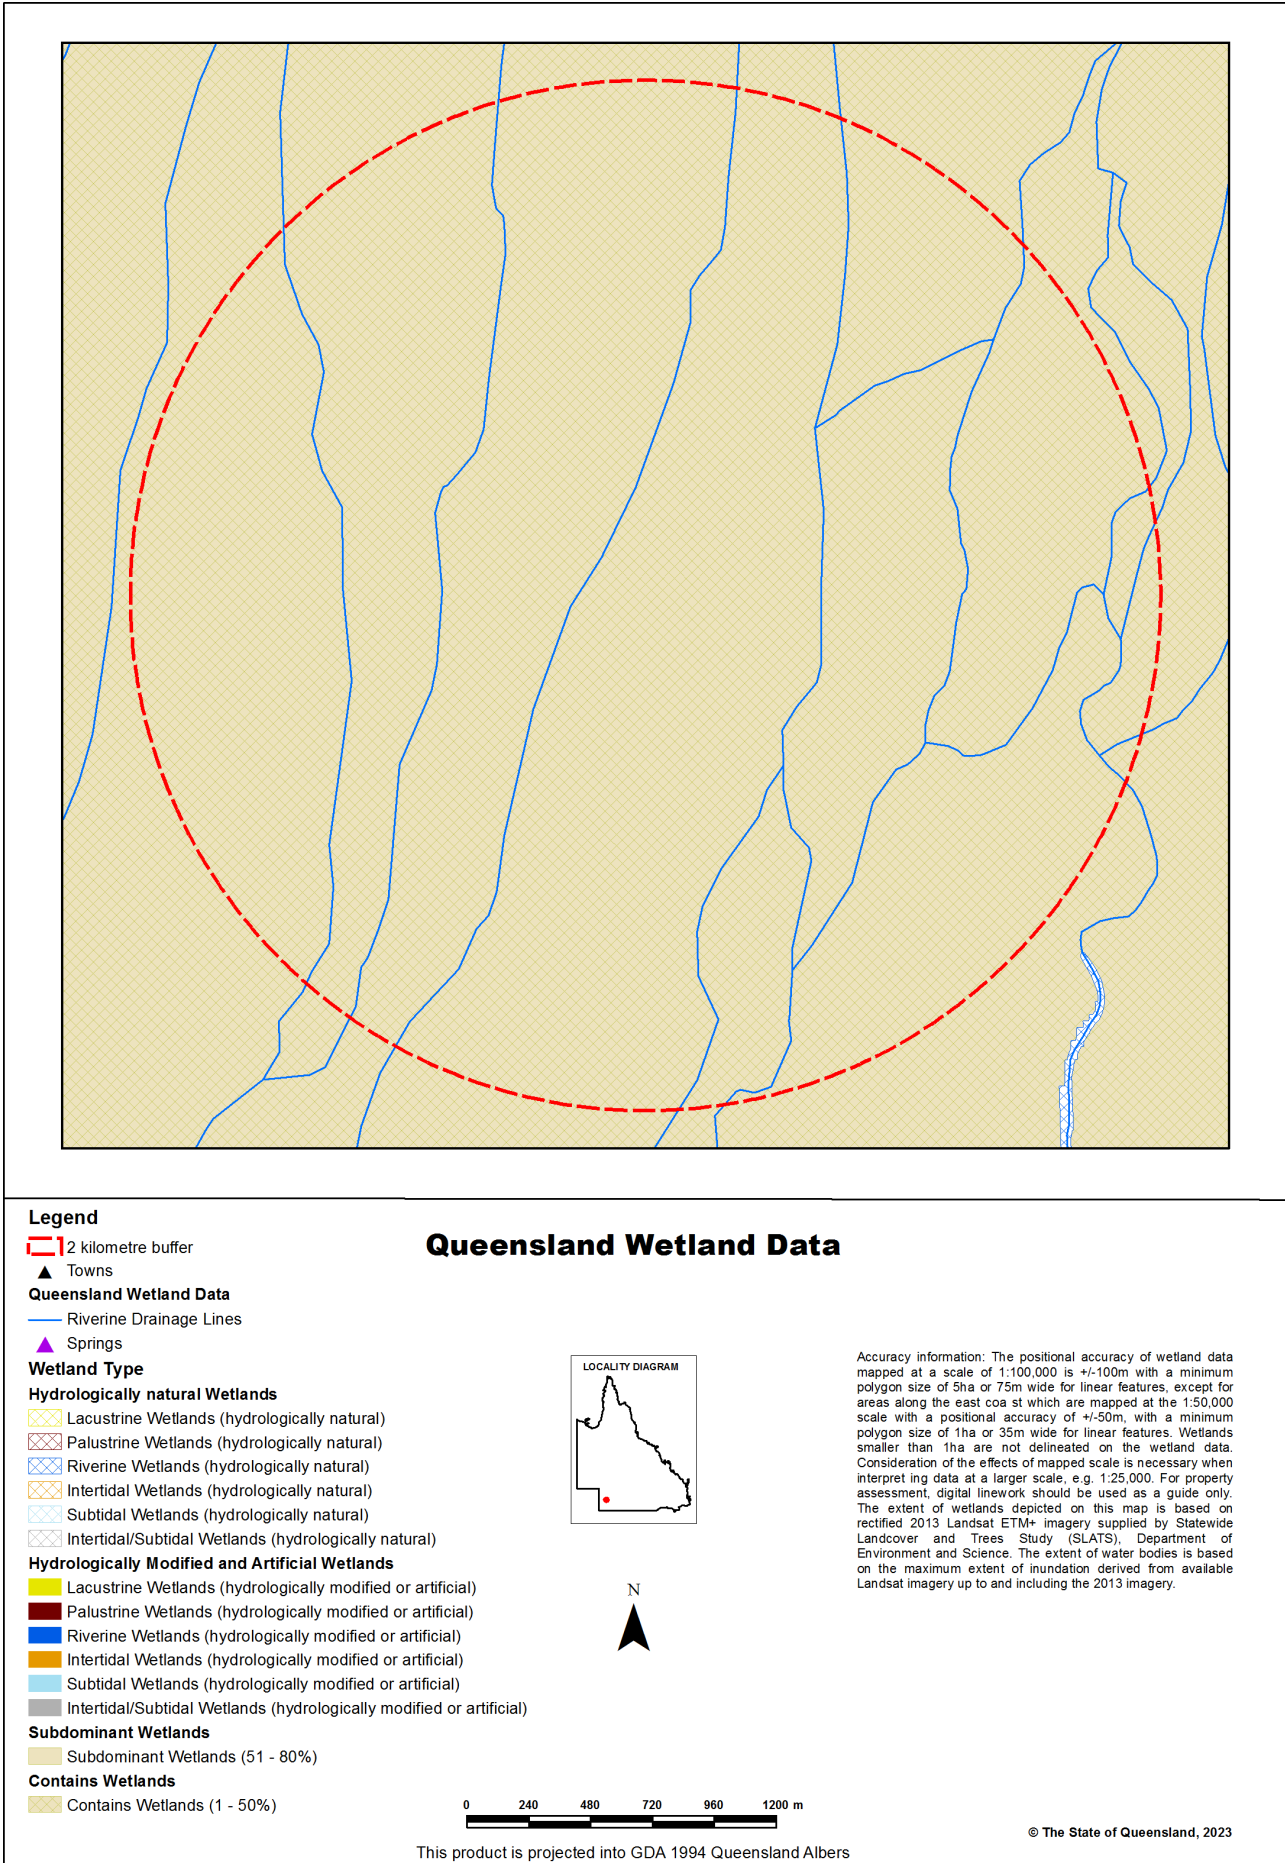 Legend
2 kilometre buffer
Towns
Queensland Wetland Data
Riverine Drainage Lines
Springs
Wetland Type
Hydrologically natural Wetlands
Lacustrine Wetlands (hydrologically natural)
Palustrine Wetlands (hydrologically natural)
Riverine Wetlands (hydrologically natural)
Intertidal Wetlands (hydrologically natural)
Subtidal Wetlands (hydrologically natural)
Intertidal/Subtidal Wetlands (hydrologically natural)
Hydrologically Modified and Artificial Wetlands
Lacustrine Wetlands (hydrologically modified or artificial)
Palustrine Wetlands (hydrologically modified or artificial)
Riverine Wetlands (hydrologically modified or artificial)
Intertidal Wetlands (hydrologically modified or artificial)
Subtidal Wetlands (hydrologically modified or artificial)
Intertidal/Subtidal Wetlands (hydrologically modified or artificial)
Subdominant Wetlands
Subdominant Wetlands (51 - 80%)
Contains Wetlands
Contains Wetlands (1 - 50%)
Queensland Wetland Data
LOCALITY DIAGRAM
N
0 240 480 720 960 1200 m
This product is projected into GDA 1994 Queensland Albers
Accuracy information: The positional accuracy of wetland data
mapped at a scale of 1:100,000 is +/-100m with a minimum
polygon size of 5ha or 75m wide for linear features, except for
areas along the east coa st which are mapped at the 1:50,000
scale with a positional accuracy of +/-50m, with a minimum
polygon size of 1ha or 35m wide for linear features. Wetlands
smaller than 1ha are not delineated on the wetland data.
Consideration of the effects of mapped scale is necessary when
interpret ing data at a larger scale, e.g. 1:25,000. For property
assessment, digital linework should be used as a guide only.
The extent of wetlands depicted on this map is based on
rectified 2013 Landsat ETM+ imagery supplied by Statewide
Landcover and Trees Study (SLATS), Department of
Environment and Science. The extent of water bodies is based
on the maximum extent of inundation derived from available
Landsat imagery up to and including the 2013 imagery.
© The State of Queensland, 2023